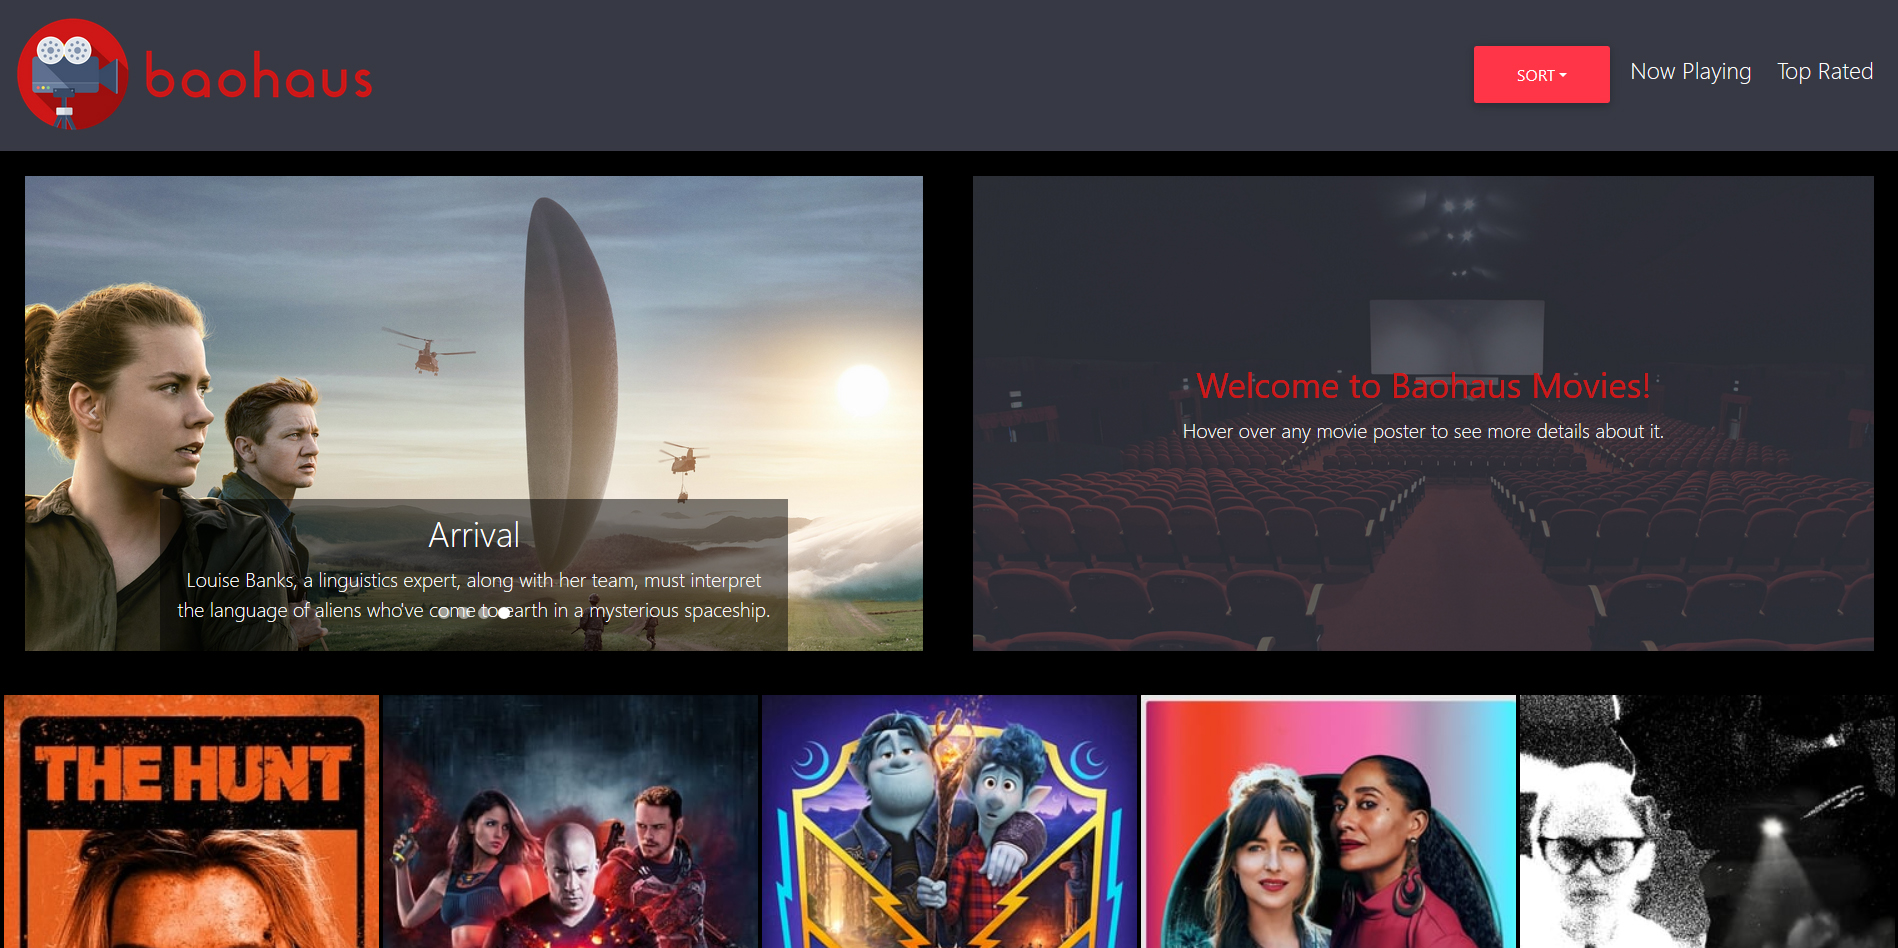 baohaus
SORT
Now Playing
Top Rated
Arrival
Louise Banks, a linguistics expert, along with her team, must interpret
the language of aliens who've come to earth in a mysterious spaceship.
Welcome to Baohaus Movies!
Hover over any movie poster to see more details about it.
THE HUNT